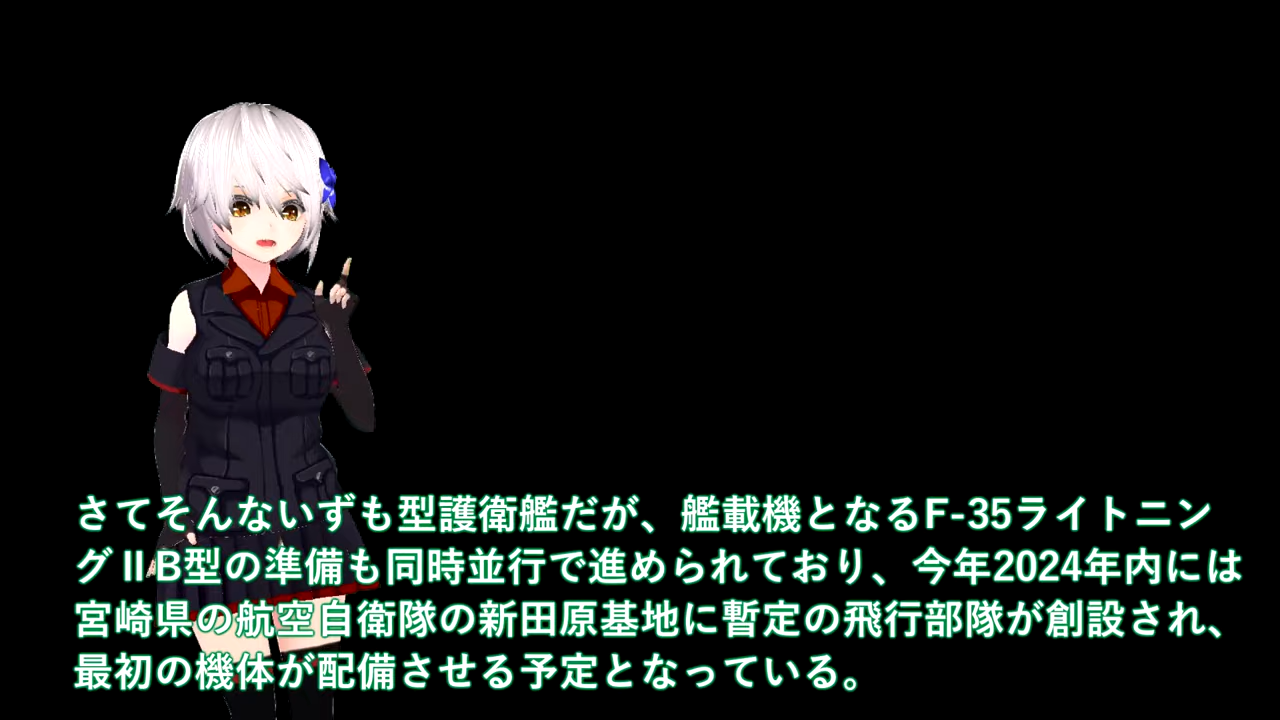 さてそんないずも型護衛艦だが、艦載機となるF-35ライトニン
グⅡB型の準備も同時並行で進められており、今年2024年内には
宮崎県の航空自衛隊の新田原基地に暫定の飛行部隊が創設され、
最初の機体が配備させる予定となっている。